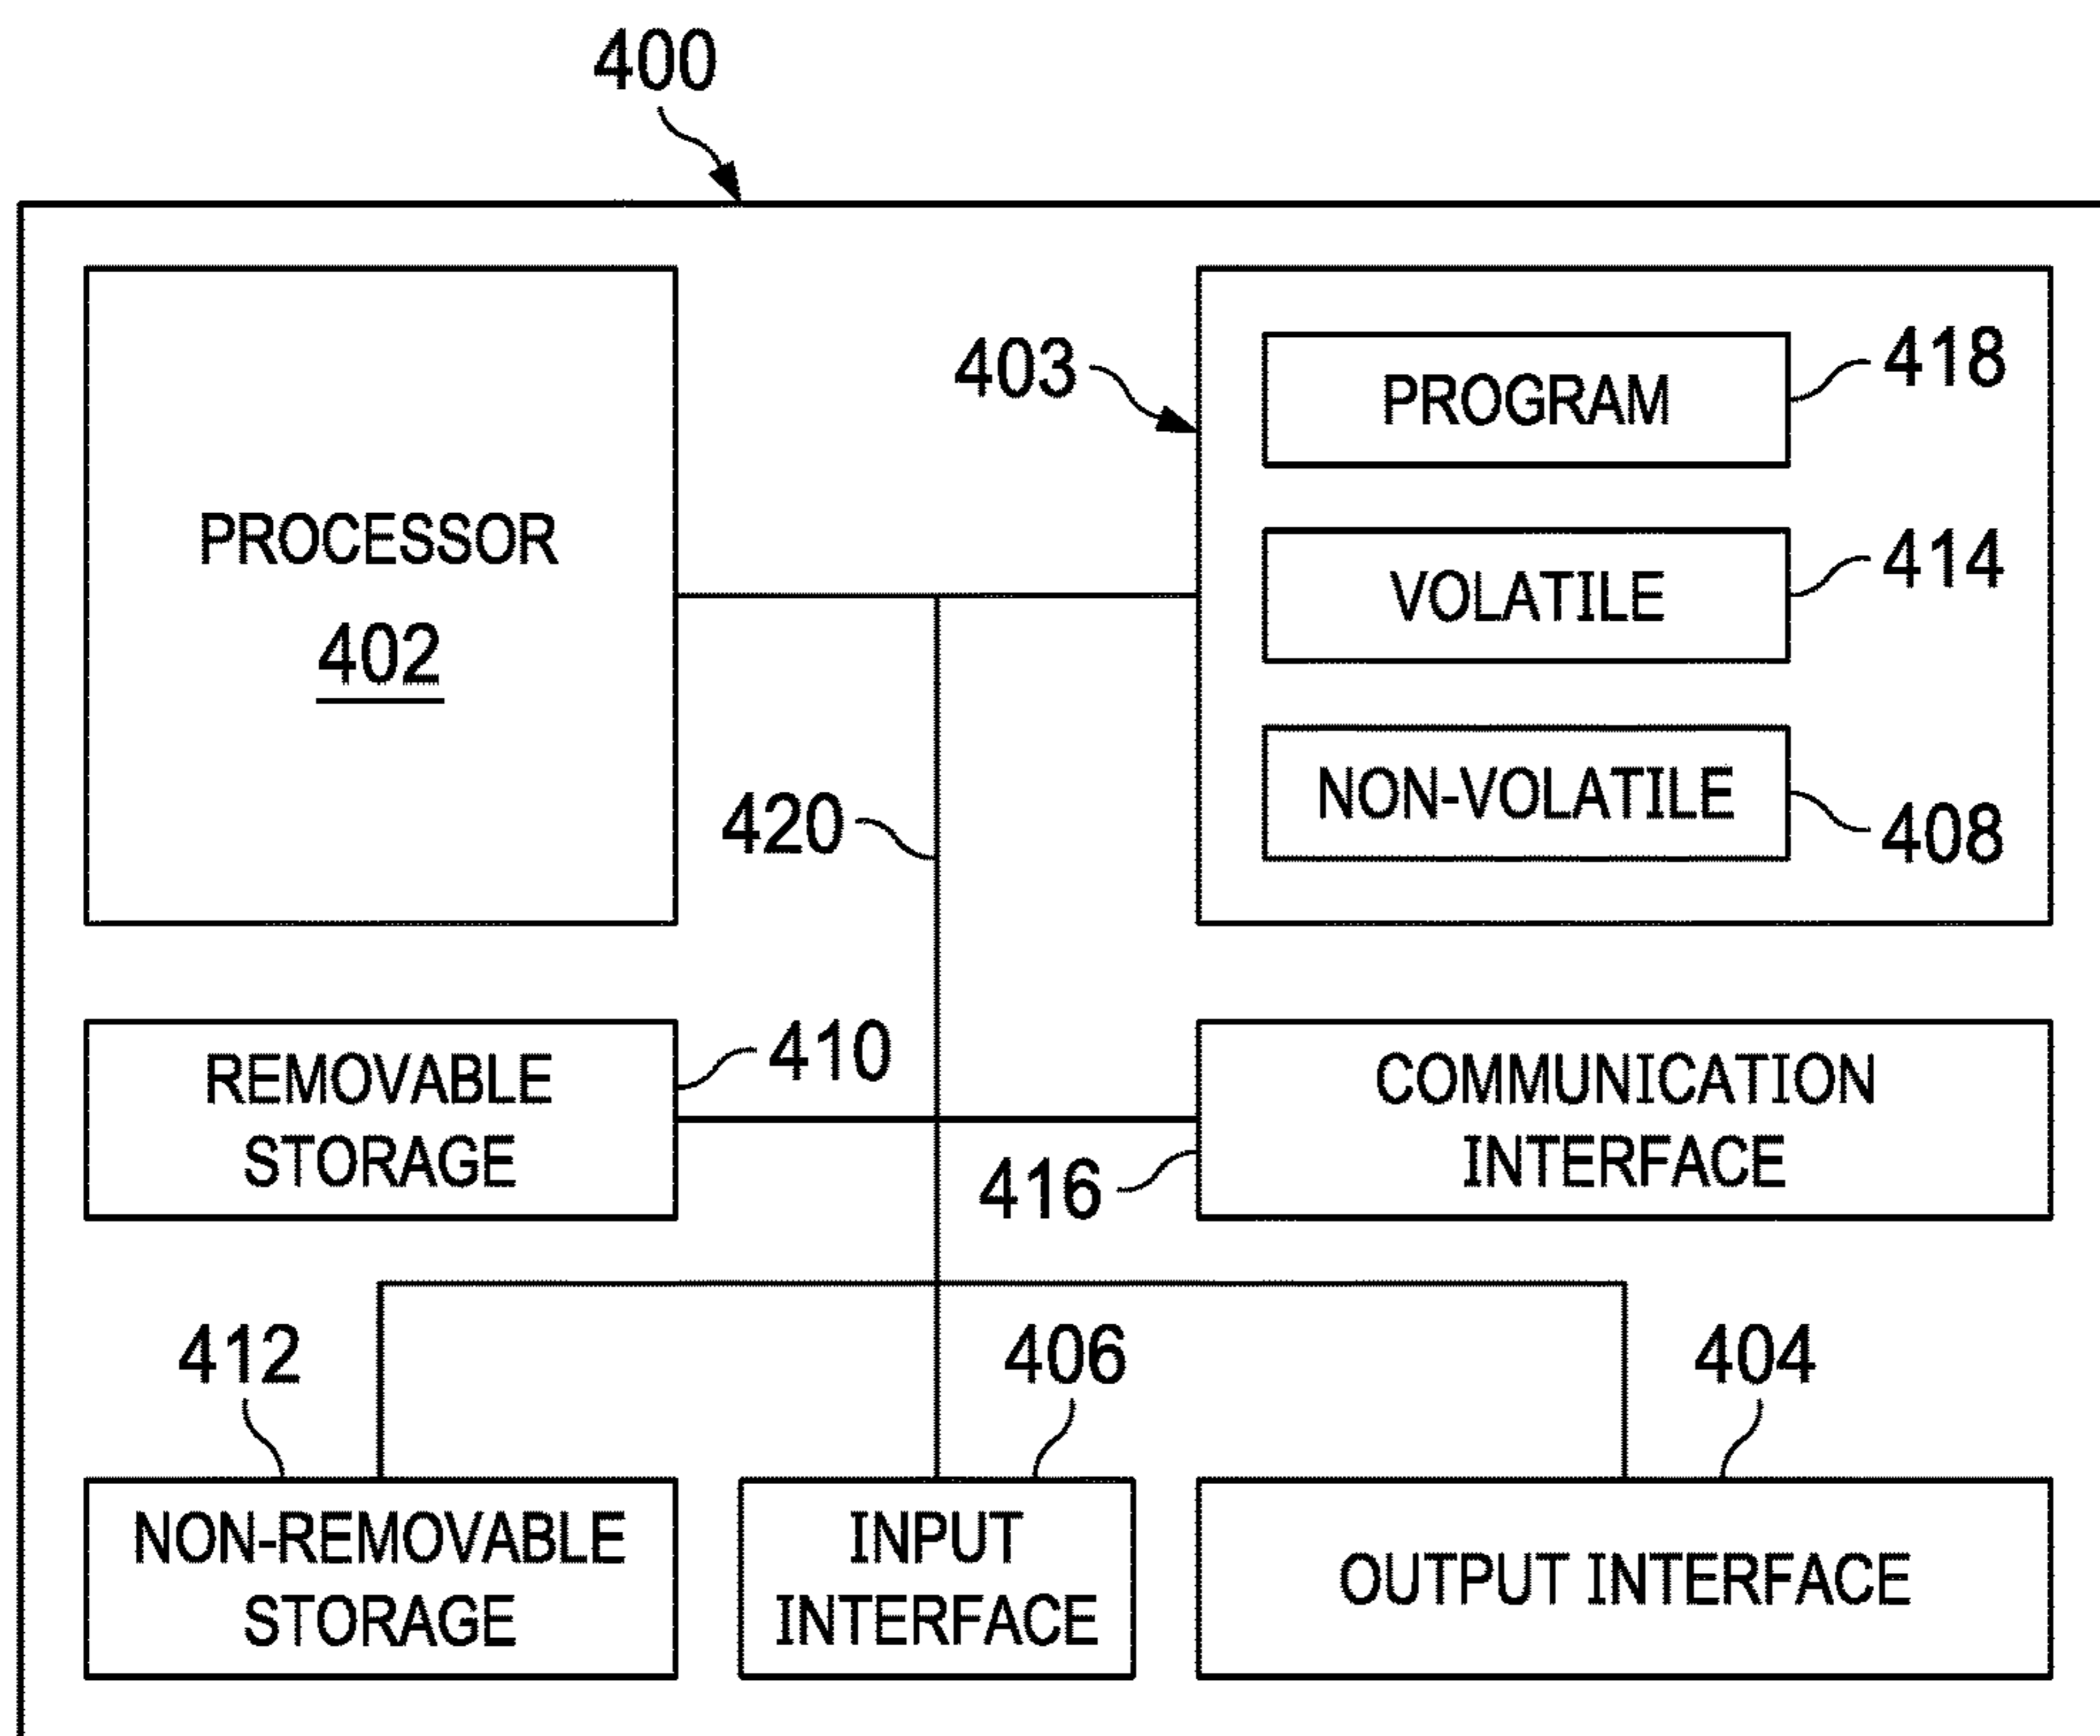 400
PROCESSOR
402
403
PROGRAM
418
VOLATILE
414
NON-VOLATILE
408
420
REMOVABLE
STORAGE
410
COMMUNICATION
INTERFACE
416
412
406
404
NON-REMOVABLE
STORAGE
INPUT
INTERFACE
OUTPUT INTERFACE